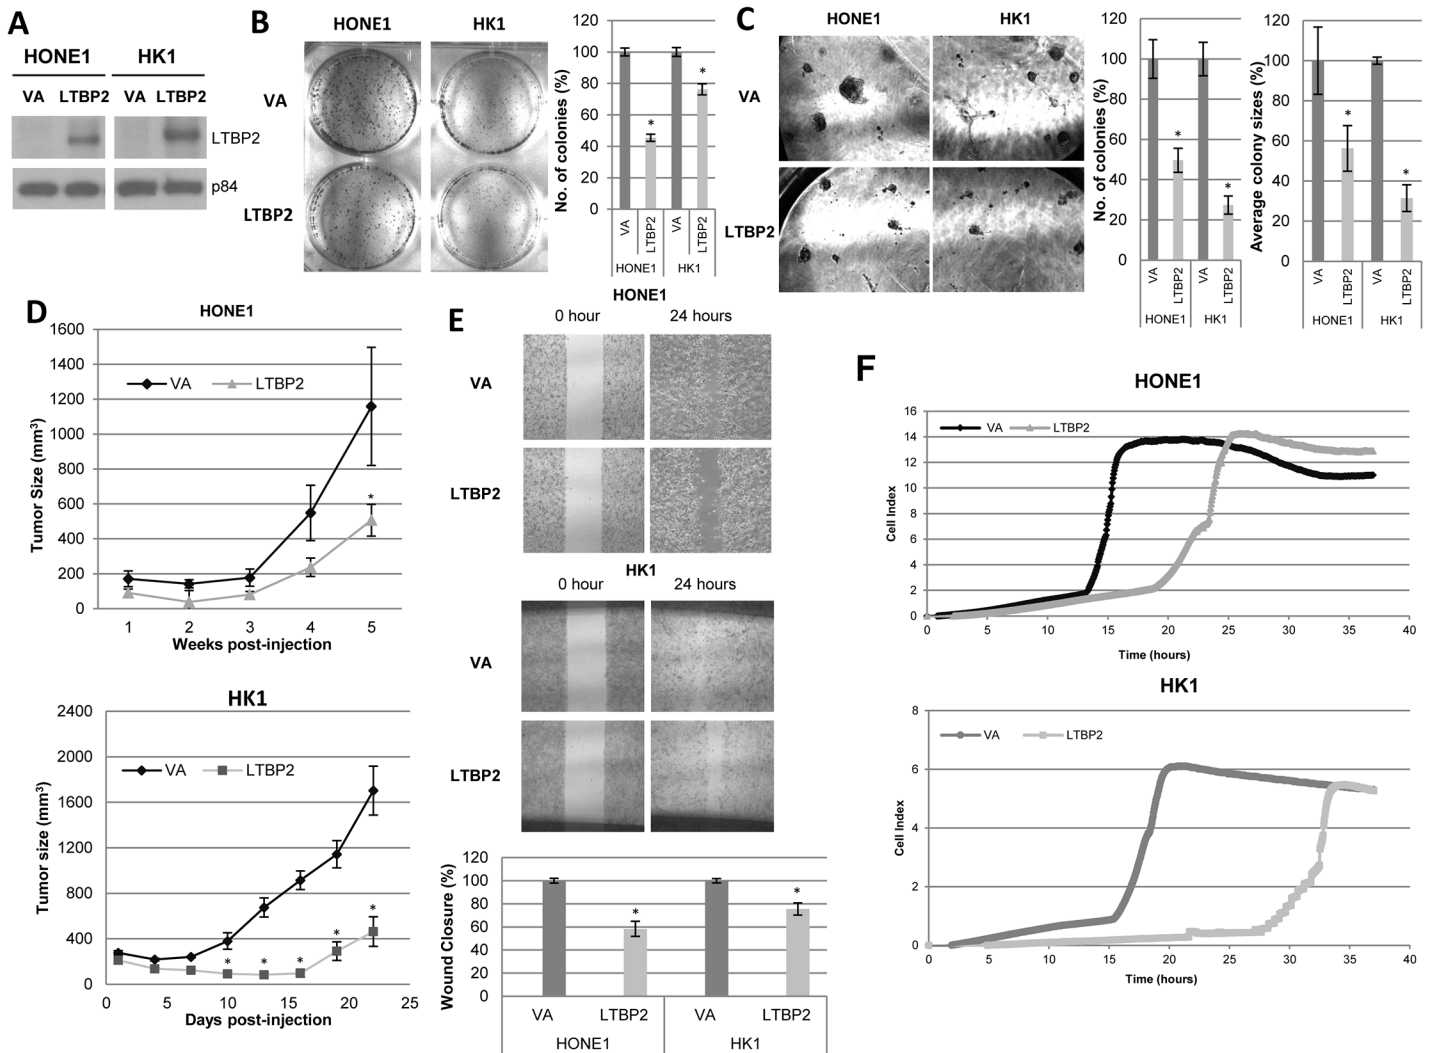 A
HONE1 HK1
VA LTBP2 VA LTBP2
LTBP2
p84
B
HONE1 HK1
VA
LTBP2
No. of colonies (%)
120
100
80
60
40
20
0
VA LTBP2 VA LTBP2
HONE1 HK1
C
HONE1 HK1
VA
LTBP2
No. of colonies (%)
120
100
80
60
40
20
0
* *
VA LTBP2 VA LTBP2
HONE1 HK1
Average colony sizes (%)
120
100
80
60
40
20
0
* *
VA LTBP2 VA LTBP2
HONE1 HK1
D
HONE1
Tumor Size (mm³)
1600
1400
1200
1000
800
600
400
200
0
VA LTBP2
*
1 2 3 4 5
Weeks post-injection
HK1
Tumor size (mm³)
2400
2000
1600
1200
800
400
0
VA LTBP2
* * * * *
0 5 10 15 20 25
Days post-injection
E
HONE1
0 hour 24 hours
VA
LTBP2
HK1
0 hour 24 hours
VA
LTBP2
Wound Closure (%)
120
100
80
60
40
20
0
* *
VA LTBP2 VA LTBP2
HONE1 HK1
F
HONE1
Cell Index
16
14
12
10
8
6
4
2
0
VA LTBP2
0 5 10 15 20 25 30 35 40
Time (hours)
HK1
Cell Index
8
6
4
2
0
VA LTBP2
0 5 10 15 20 25 30 35 40
Time (hours)